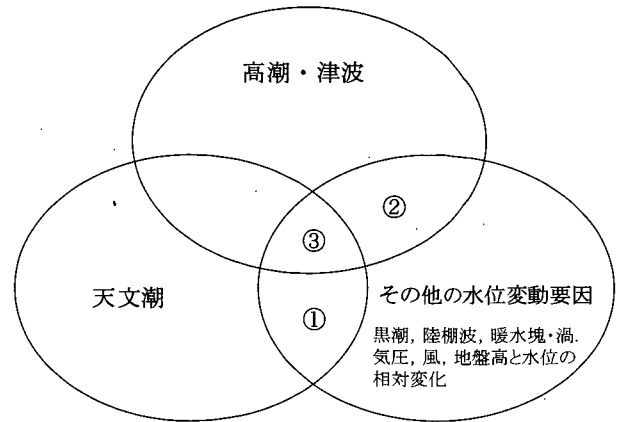 高潮・津波
②
③
天文潮
その他の水位変動要因
①
黒潮, 陸棚波, 暖水塊・渦.
気圧, 風, 地盤高と水位の
相対変化